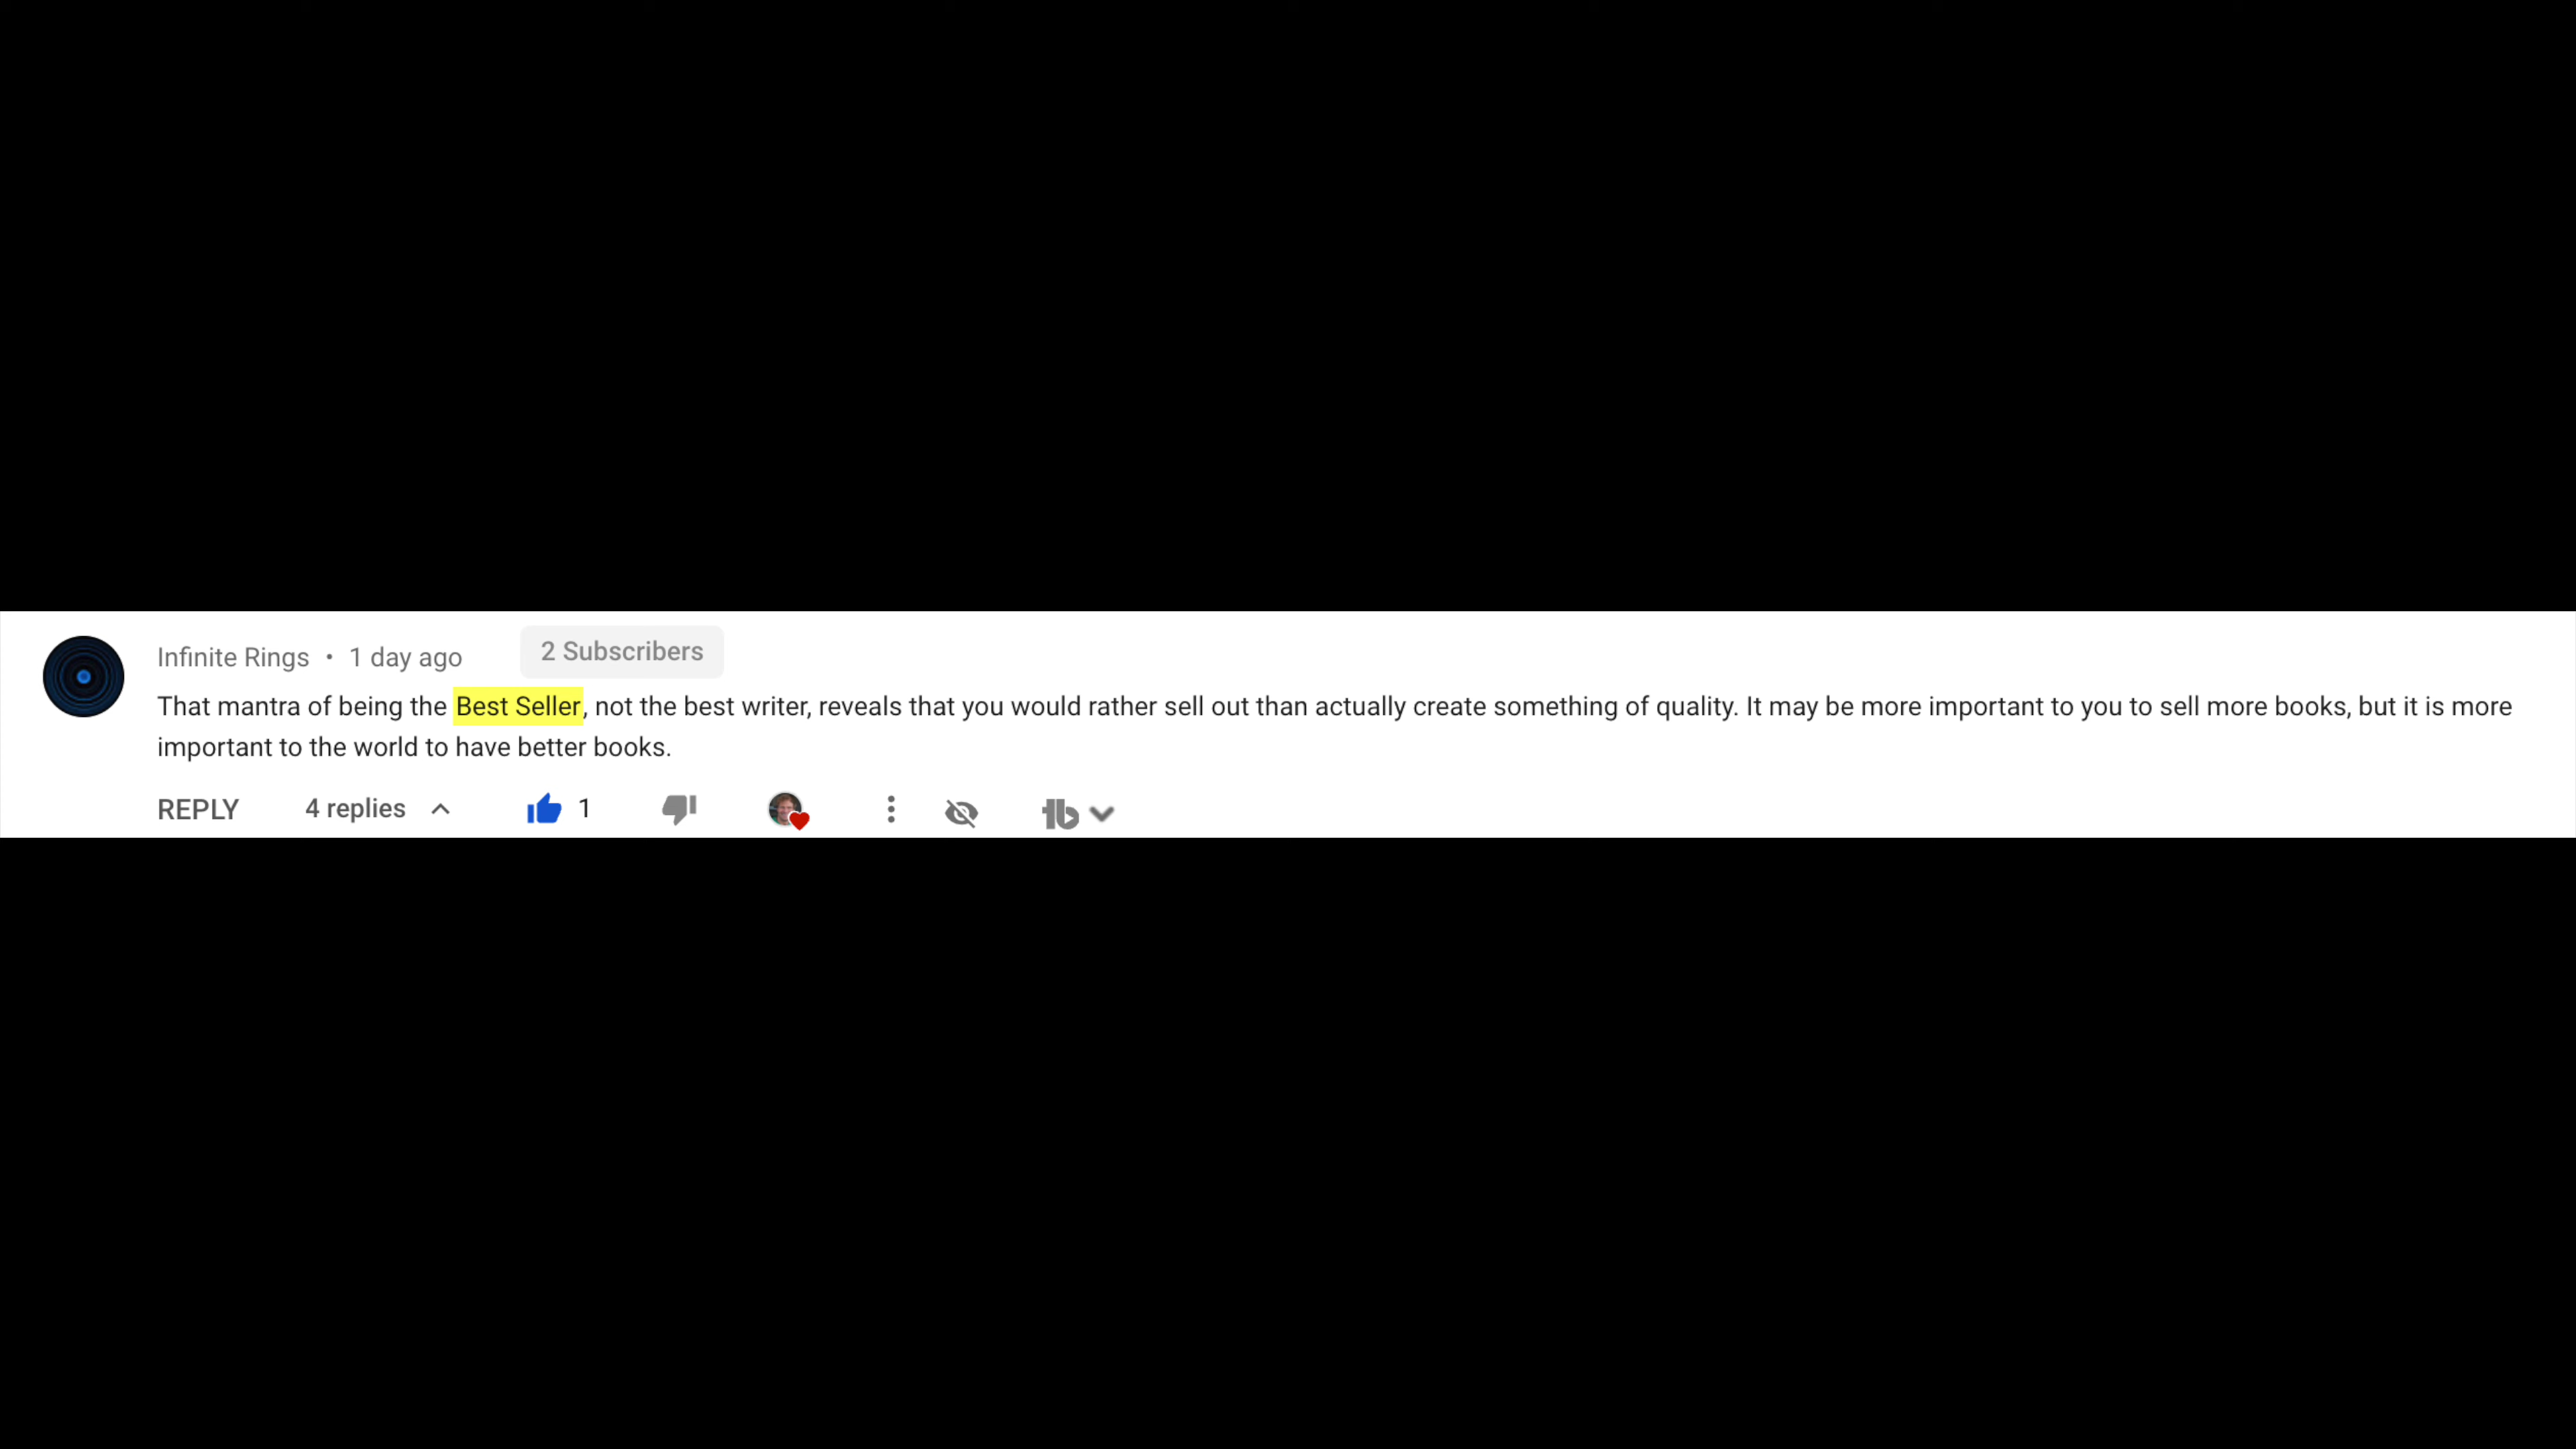 Infinite Rings • 1 day ago 2 Subscribers
That mantra of being the Best Seller, not the best writer, reveals that you would rather sell out than actually create something of quality. It may be more important to you to sell more books, but it is more
important to the world to have better books.
REPLY 4 replies 1